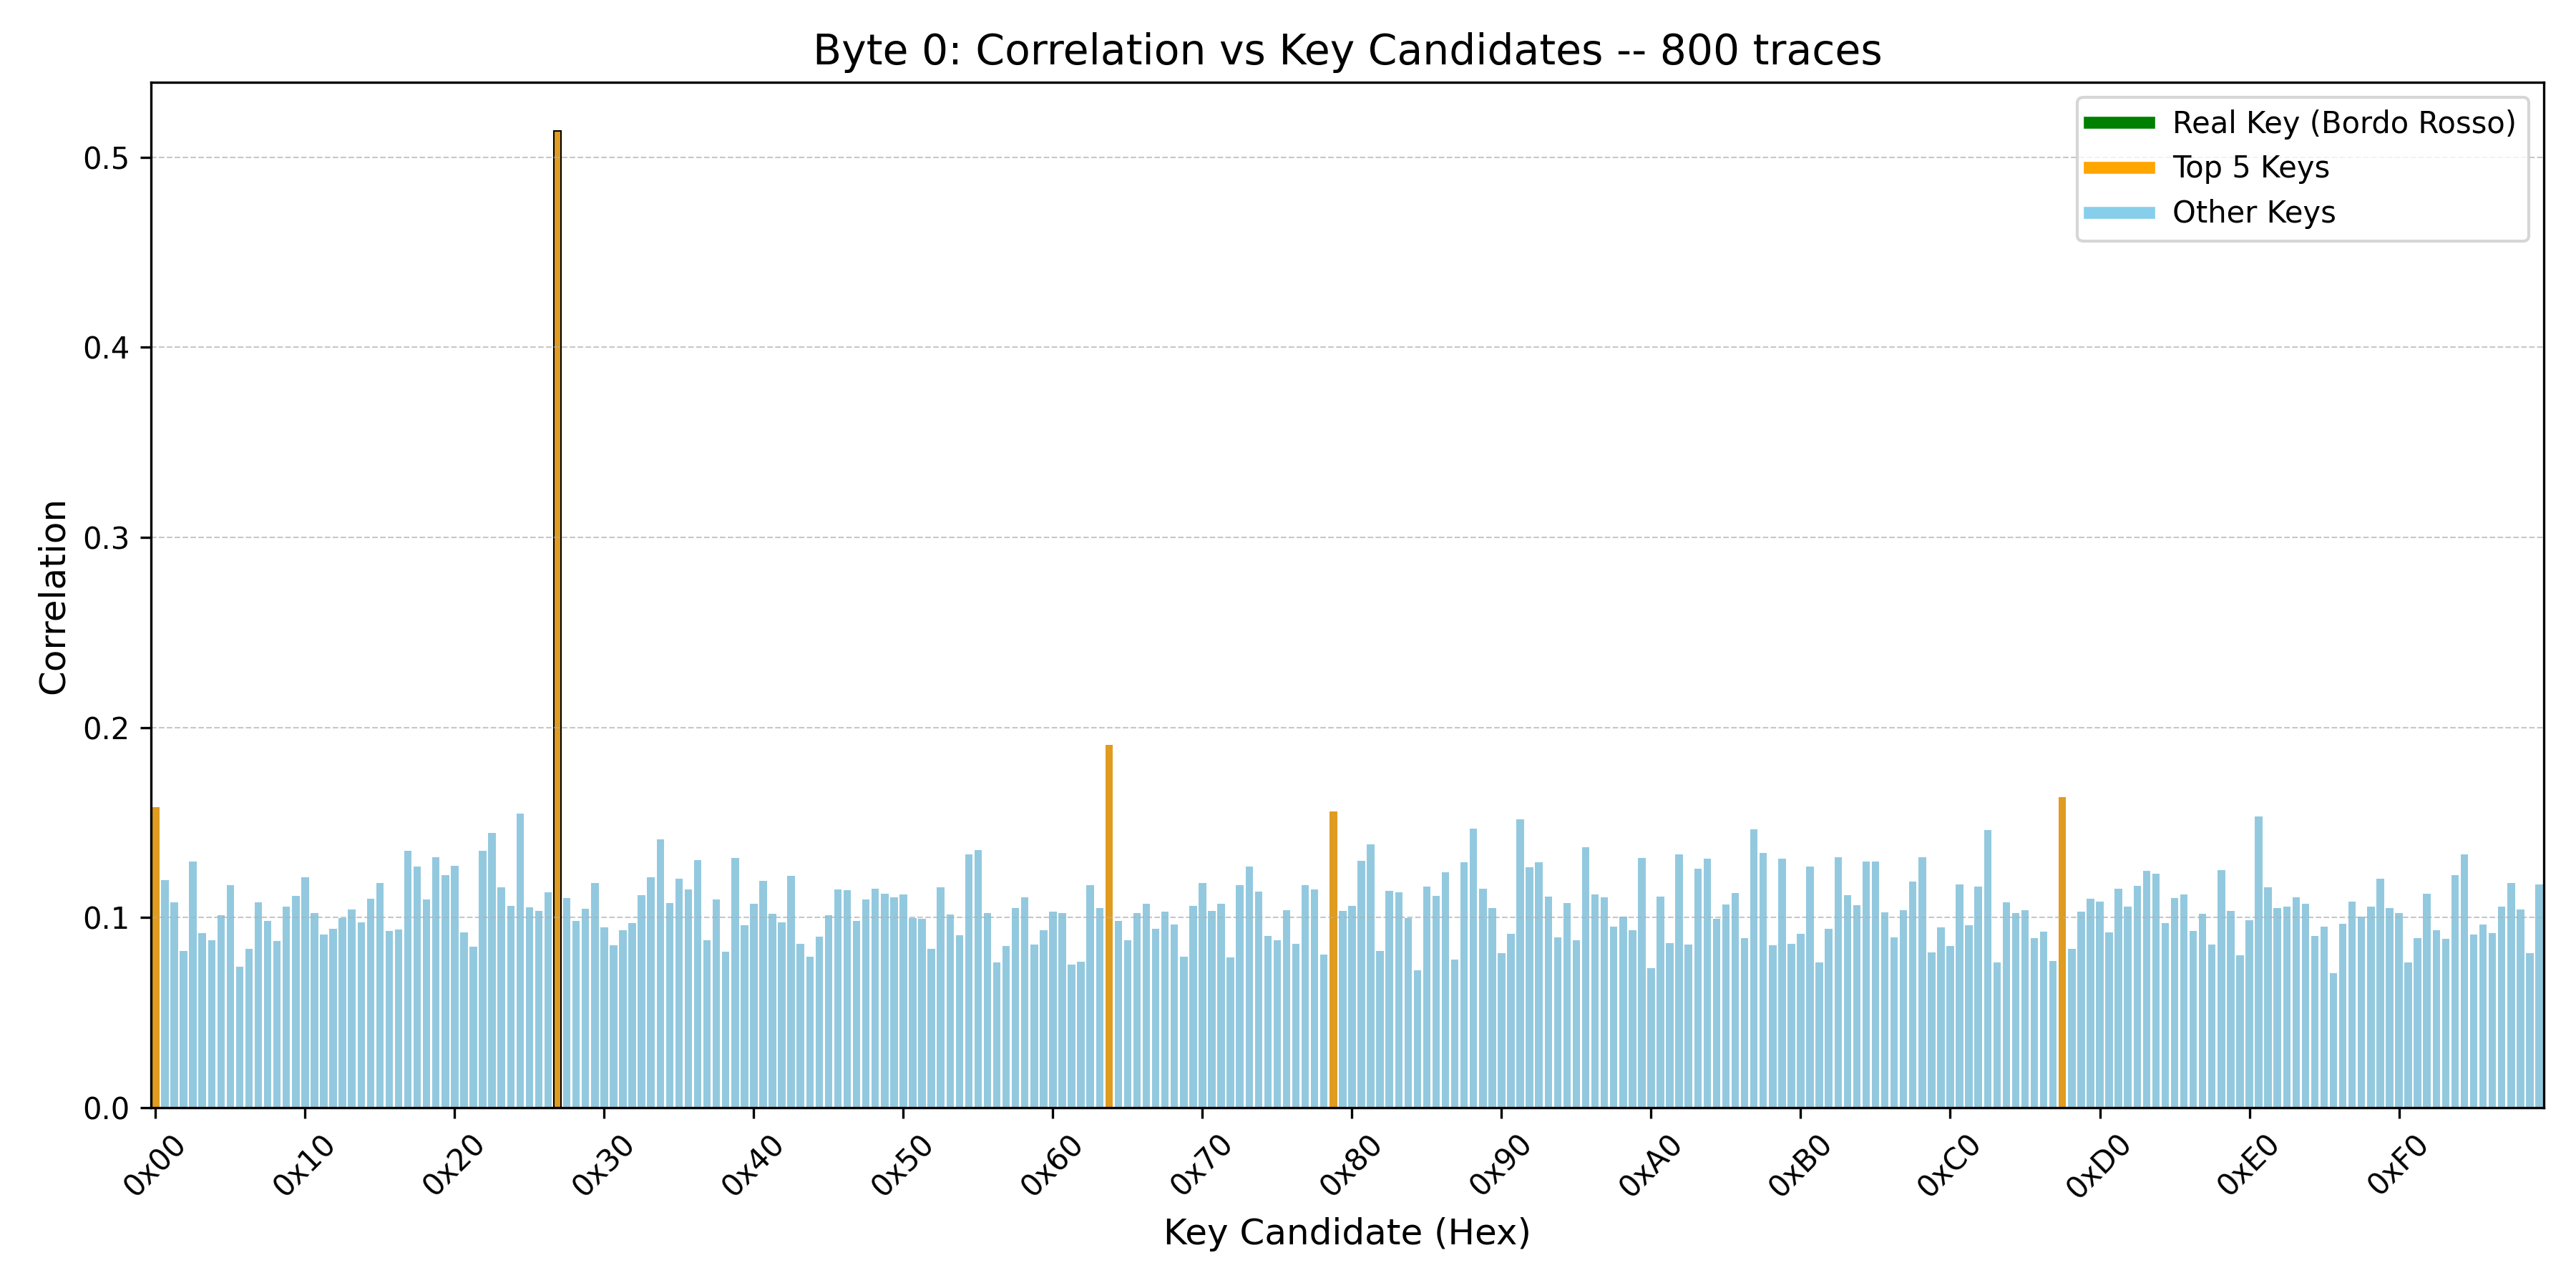 Byte 0: Correlation vs Key Candidates -- 800 traces
Real Key (Bordo Rosso)
Top 5 Keys
Other Keys
Correlation
0.5
0.4
0.3
0.2
0.1
0.0
0x00 0x10 0x20 0x30 0x40 0x50 0x60 0x70 0x80 0x90 0xA0 0xB0 0xC0 0xD0 0xE0 0xF0
Key Candidate (Hex)